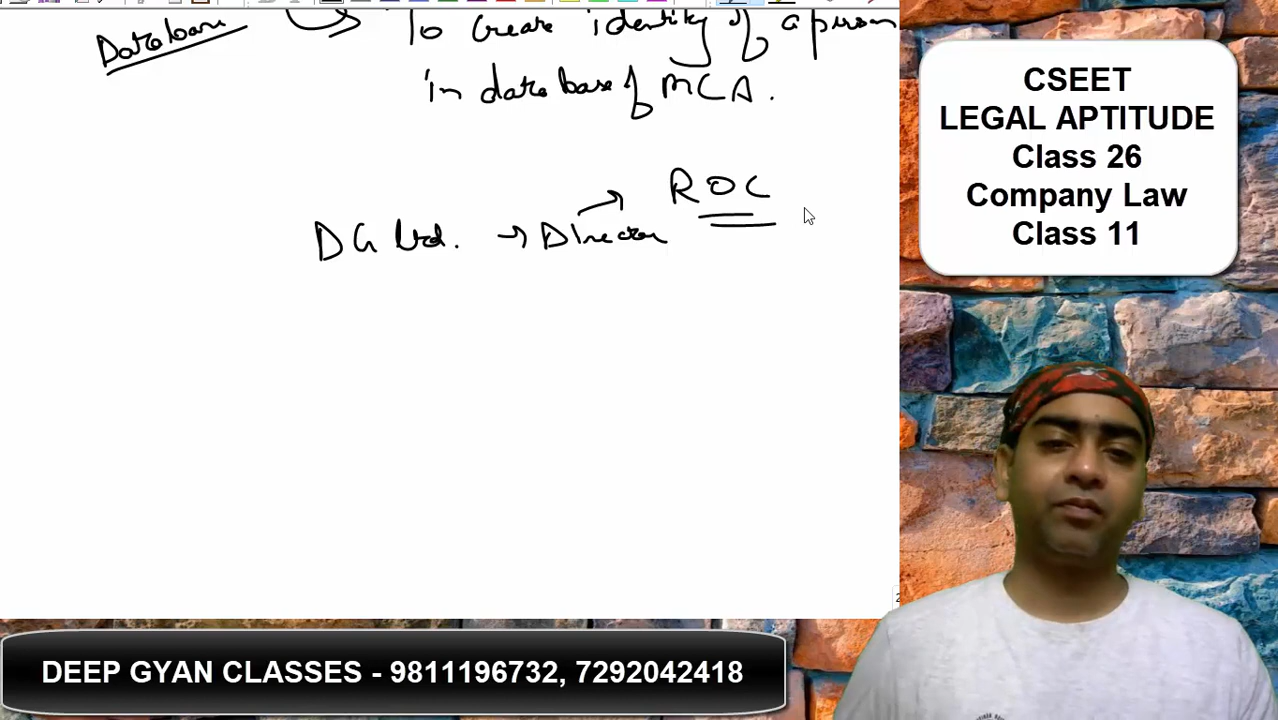 Database To create identity of a person
in database of MCA.
ROC
DG Ltd. → Director
CSEET
LEGAL APTITUDE
Class 26
Company Law
Class 11
DEEP GYAN CLASSES - 9811196732, 7292042418